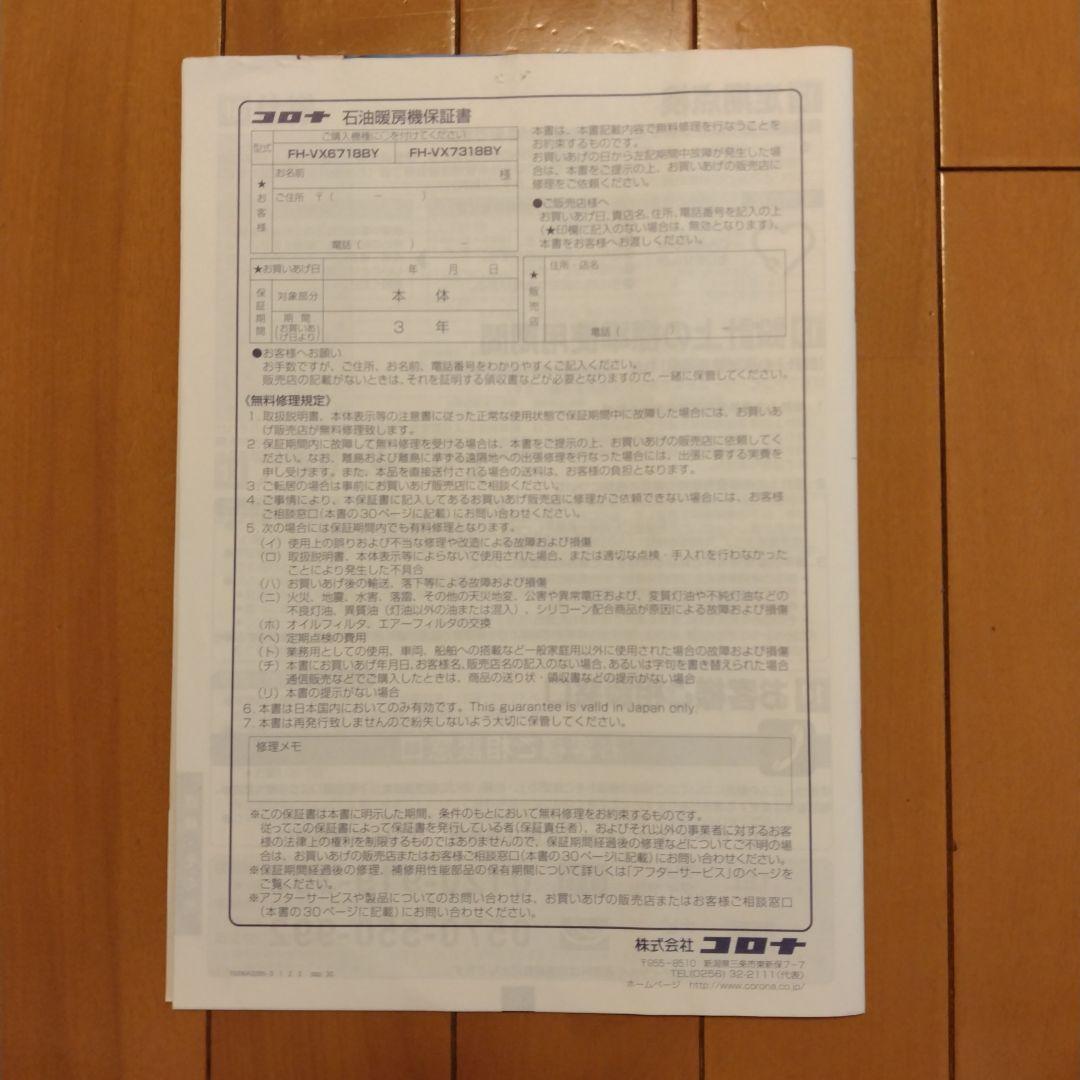 コロナ 石油暖房機保証書
ご購入機種に○を付けてください
型式 FH-VX6718BY FH-VX7318BY
★お客様
お名前 様
ご住所 〒( − )
電話( ) −
★お買いあげ日 年 月 日
保証期間
対象部分 本 体
期間(お買いあげ日より) 3 年
本書は、本書記載内容で無料修理を行なうことを
お約束するものです。
お買いあげの日から左記期間中故障が発生した場
合は、本書をご提示の上、お買いあげの販売店に
修理をご依頼ください。
●ご販売店様へ
お買いあげ日、貴店名、住所、電話番号を記入の上
(★印欄に記入のない場合は、無効となります)、
本書をお客様へお渡しください。
★販売店
住所・店名
電話( )
●お客様へお願い
お手数ですが、ご住所、お名前、電話番号をわかりやすくご記入ください。
販売店の記載がないときは、それを証明する領収書などが必要となりますので、一緒に保管してください。
《無料修理規定》
1. 取扱説明書、本体表示等の注意書に従った正常な使用状態で保証期間中に故障した場合には、お買いあ
げ販売店が無料修理致します。
2. 保証期間内に故障して無料修理を受ける場合は、本書をご提示の上、お買いあげの販売店に依頼してく
ださい。なお、離島および離島に準ずる遠隔地への出張修理を行なった場合には、出張に要する実費を
申し受けます。また、本品を直接送付される場合の送料は、お客様の負担となります。
3. ご転居の場合は事前にお買いあげ販売店にご相談ください。
4. ご事情により、本保証書に記入してあるお買いあげ販売店に修理がご依頼できない場合には、お客様
ご相談窓口(本書の30ページに記載)にお問い合わせください。
5. 次の場合には保証期間内でも有料修理となります。
(イ) 使用上の誤りおよび不当な修理や改造による故障および損傷
(ロ) 取扱説明書、本体表示等によらないで使用された場合、または適切な点検・手入れを行わなかった
ことにより発生した不具合
(ハ) お買いあげ後の輸送、落下等による故障および損傷
(ニ) 火災、地震、水害、落雷、その他の天災地変、公害や異常電圧および、変質灯油や不純灯油などの
不良灯油、異質油(灯油以外の油または混入)、シリコーン配合商品が原因による故障および損傷
(ホ) オイルフィルタ、エアーフィルタの交換
(ヘ) 定期点検の費用
(ト) 業務用としての使用、車両、船舶への搭載など一般家庭用以外に使用された場合の故障および損傷
(チ) 本書にお買いあげ年月日、お客様名、販売店名の記入のない場合、あるいは字句を書き替えられた場合
通信販売などでご購入したときは、商品の送り状・領収書などの提示がない場合
(リ) 本書の提示がない場合
6. 本書は日本国内においてのみ有効です。This guarantee is valid in Japan only.
7. 本書は再発行致しませんので紛失しないよう大切に保管してください。
修理メモ
※この保証書は本書に明示した期間、条件のもとにおいて無料修理をお約束するものです。
従ってこの保証書によって保証書を発行している者(保証責任者)、およびそれ以外の事業者に対するお客
様の法律上の権利を制限するものではありませんので、保証期間経過後の修理などについてご不明の場
合は、お買いあげの販売店またはお客様ご相談窓口(本書の30ページに記載)にお問い合わせください。
※保証期間経過後の修理、補修用性能部品の保有期間について詳しくは「アフターサービス」のページを
ご覧ください。
※アフターサービスや製品についてのお問い合わせは、お買いあげの販売店またはお客様ご相談窓口
(本書の30ページに記載)にお問い合わせください。
株式会社 コロナ
〒955−8510 新潟県三条市東新保7−7
TEL(0256) 32-2111(代表)
ホームページ http://www.corona.co.jp/